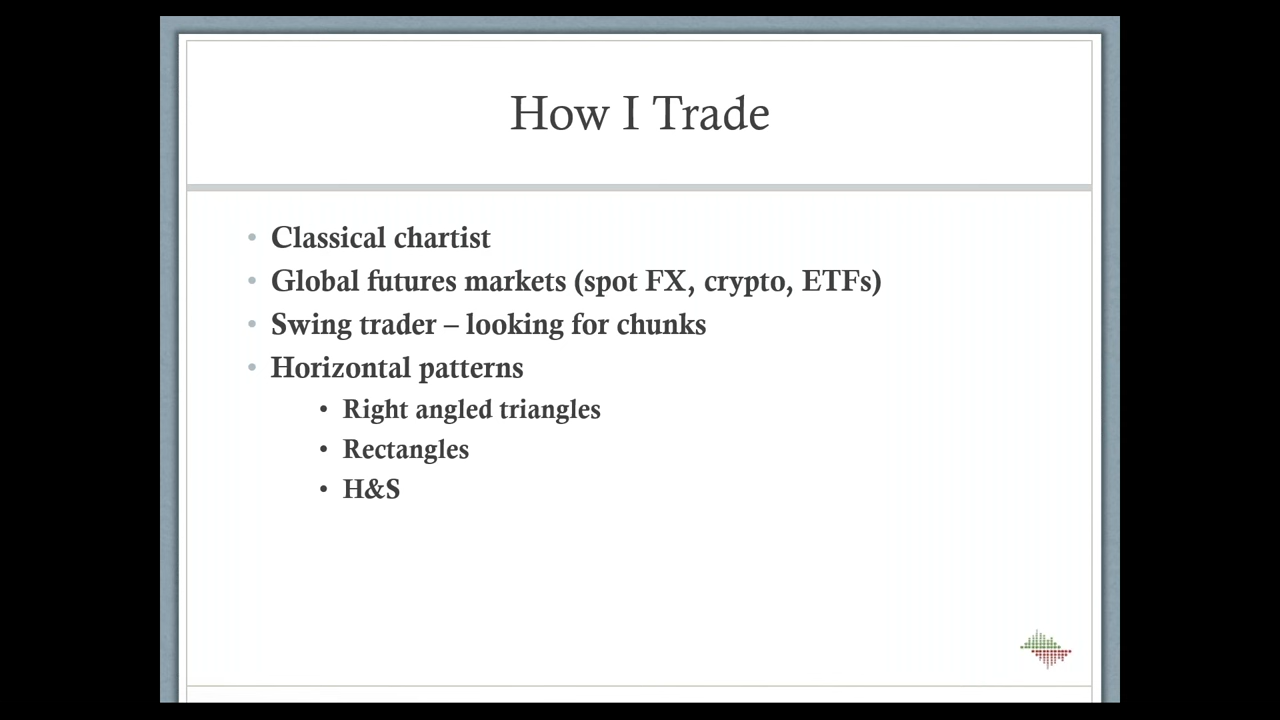 How I Trade
• Classical chartist
• Global futures markets (spot FX, crypto, ETFs)
• Swing trader – looking for chunks
• Horizontal patterns
• Right angled triangles
• Rectangles
• H&S